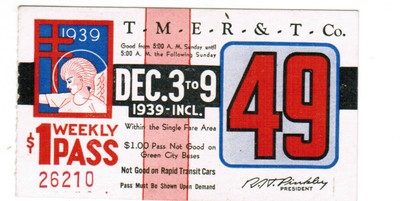 1939
T·M·E·R·&T·Co.
Good from 5:00 A. M. Sunday until
5:00 A. M. the Following Sunday
DEC. 3 TO 9
1939-INCL.
49
$1 WEEKLY
PASS
26210
Within the Single Fare Area
$1.00 Pass Not Good on
Green City Buses
Not Good on Rapid Transit Cars
Pass Must Be Shown Upon Demand
PRESIDENT